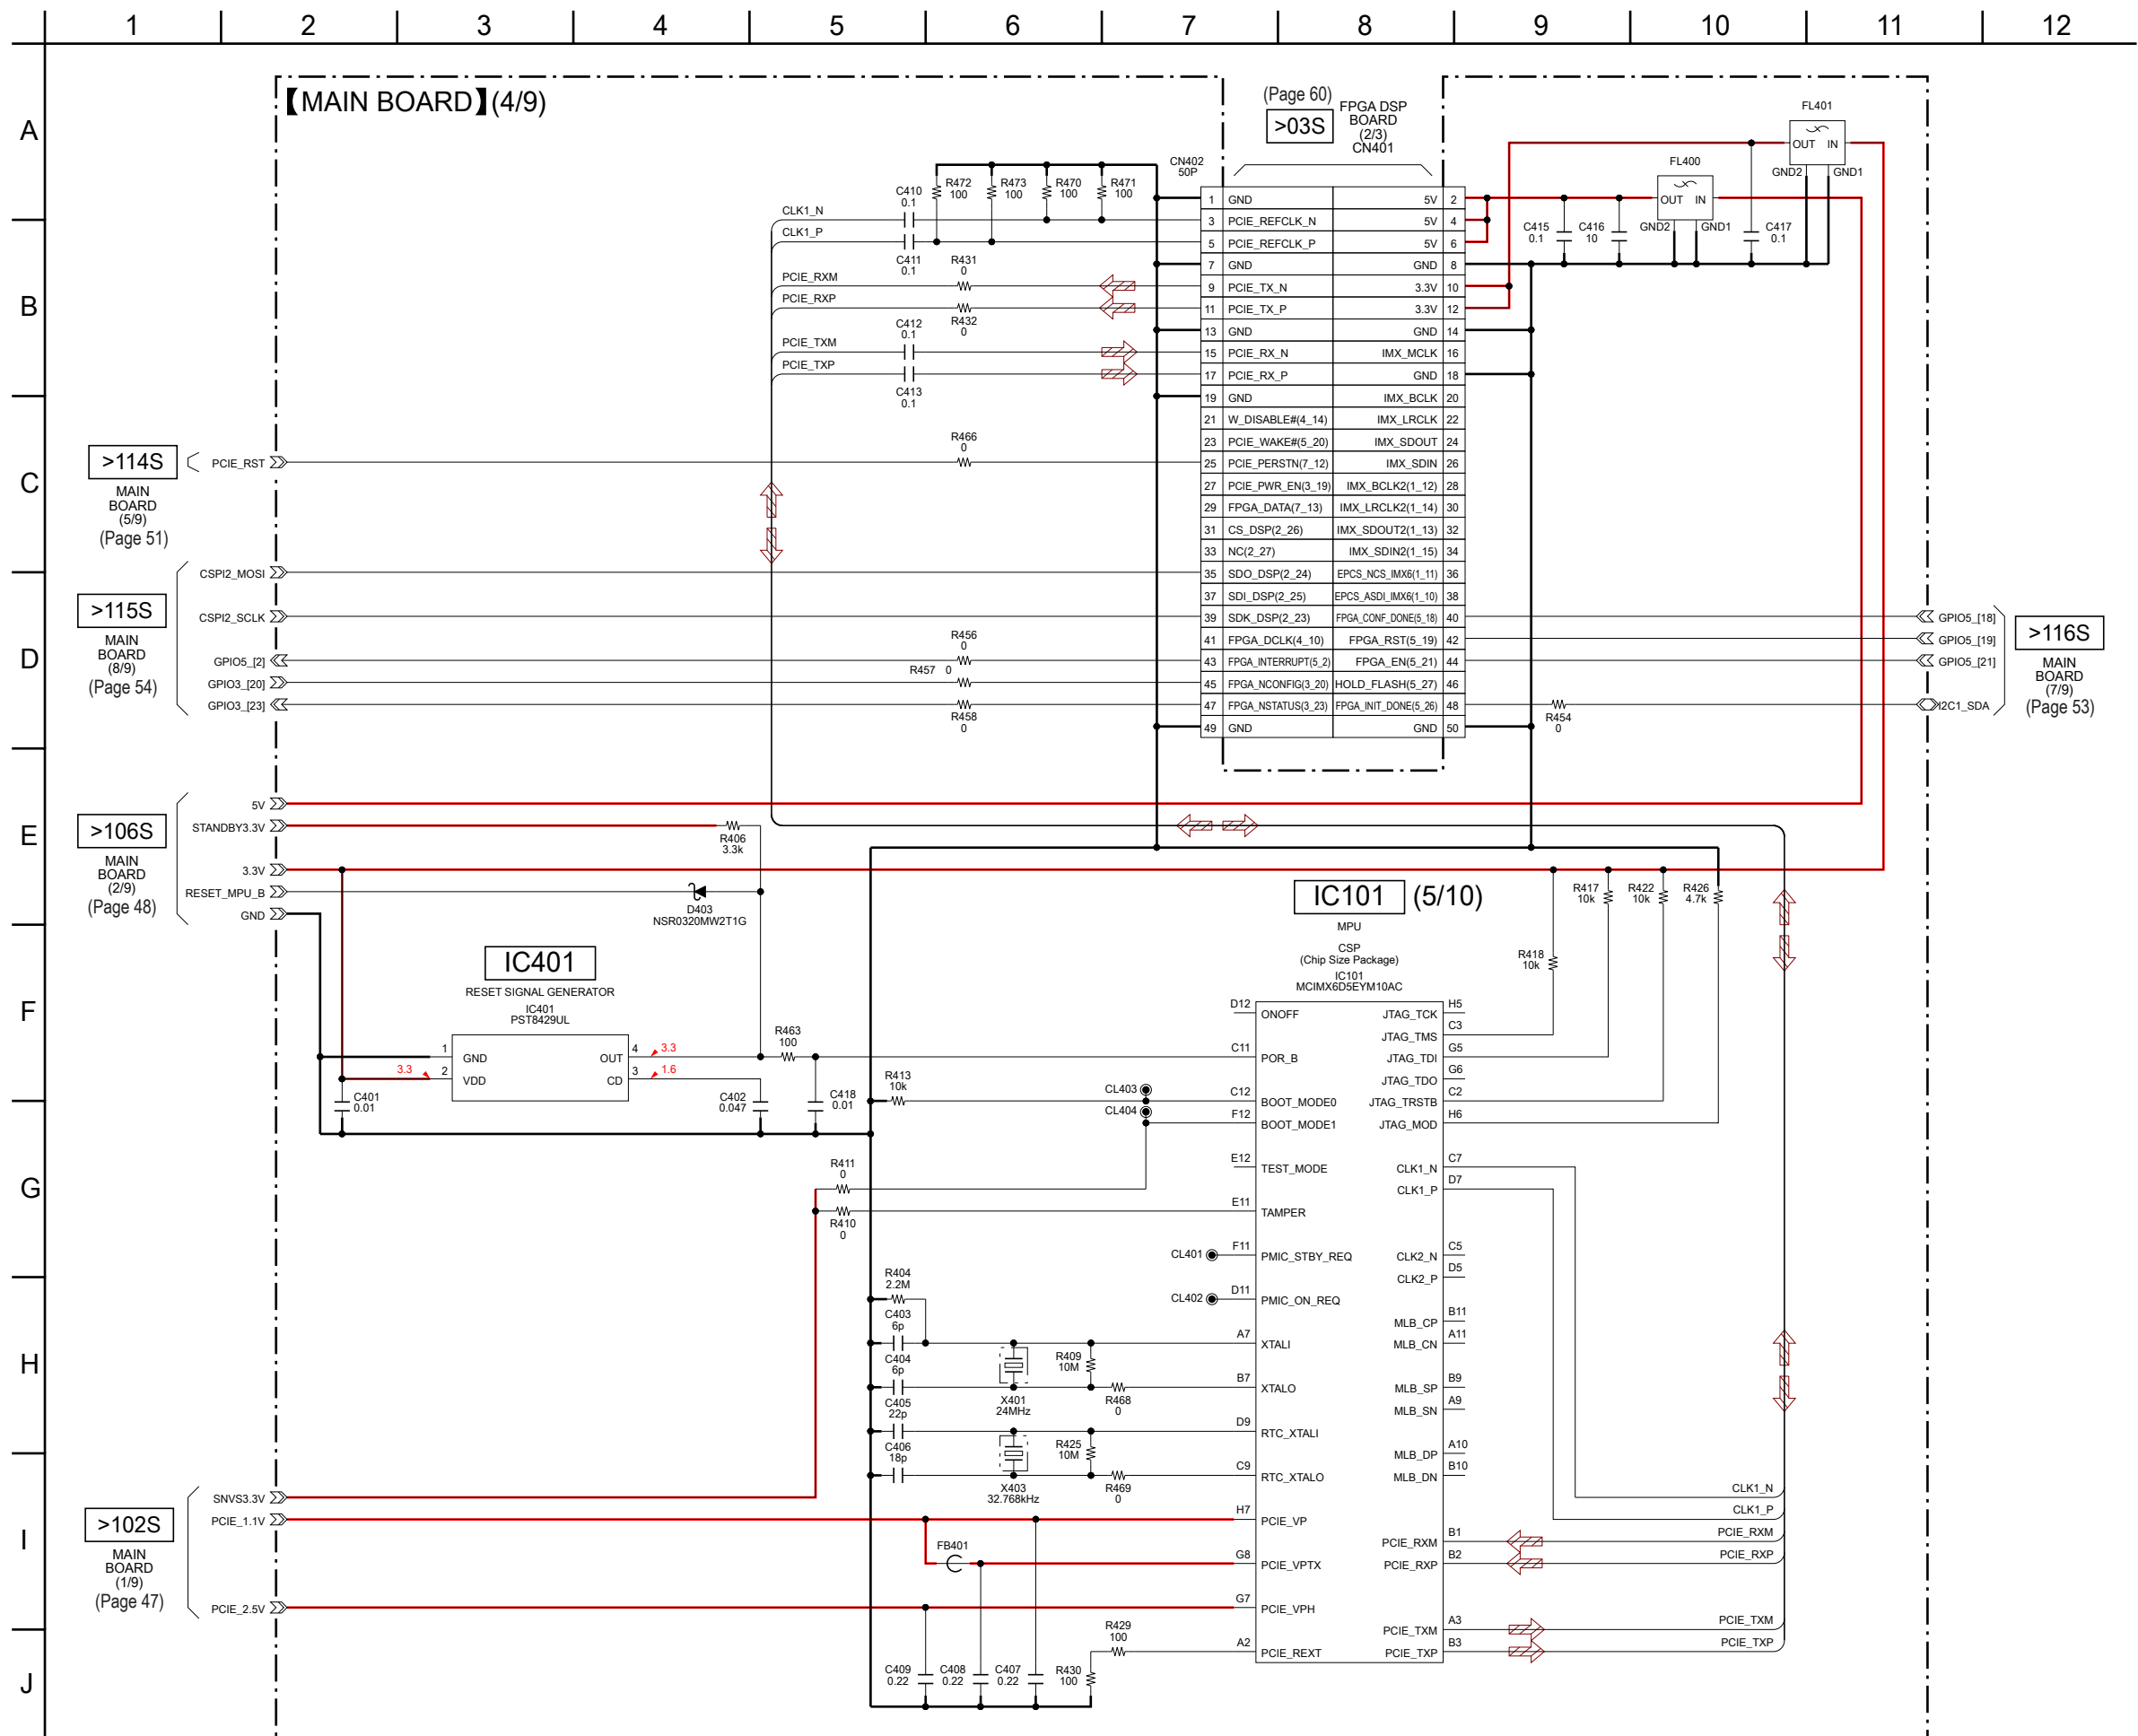 1 2 3 4 5 6 7 8 9 10 11 12
A
B
C
D
E
F
G
H
I
J
【MAIN BOARD】(4/9)
(Page 60)
>03S
FPGA DSP
BOARD
(2/3)
CN401
CN402
50P
FL401
OUT IN
GND2 GND1
FL400
OUT IN
GND2 GND1
C415
0.1
C416
10
C417
0.1
C410
0.1
R472
100
R473
100
R470
100
R471
100
CLK1_N
CLK1_P
C411
0.1
R431
0
PCIE_RXM
PCIE_RXP
R432
0
C412
0.1
PCIE_TXM
PCIE_TXP
C413
0.1
1 GND 5V 2
3 PCIE_REFCLK_N 5V 4
5 PCIE_REFCLK_P 5V 6
7 GND GND 8
9 PCIE_TX_N 3.3V 10
11 PCIE_TX_P 3.3V 12
13 GND GND 14
15 PCIE_RX_N IMX_MCLK 16
17 PCIE_RX_P GND 18
19 GND IMX_BCLK 20
21 W_DISABLE#(4_14) IMX_LRCLK 22
23 PCIE_WAKE#(5_20) IMX_SDOUT 24
25 PCIE_PERSTN(7_12) IMX_SDIN 26
27 PCIE_PWR_EN(3_19) IMX_BCLK2(1_12) 28
29 FPGA_DATA(7_13) IMX_LRCLK2(1_14) 30
31 CS_DSP(2_26) IMX_SDOUT2(1_13) 32
33 NC(2_27) IMX_SDIN2(1_15) 34
35 SDO_DSP(2_24) EPCS_NCS_IMX6(1_11) 36
37 SDI_DSP(2_25) EPCS_ASDI_IMX6(1_10) 38
39 SDK_DSP(2_23) FPGA_CONF_DONE(5_18) 40
41 FPGA_DCLK(4_10) FPGA_RST(5_19) 42
43 FPGA_INTERRUPT(5_2) FPGA_EN(5_21) 44
45 FPGA_NCONFIG(3_20) HOLD_FLASH(5_27) 46
47 FPGA_NSTATUS(3_23) FPGA_INIT_DONE(5_26) 48
49 GND GND 50
>114S
PCIE_RST
MAIN
BOARD
(5/9)
(Page 51)
R466
0
>115S
MAIN
BOARD
(8/9)
(Page 54)
CSPI2_MOSI
CSPI2_SCLK
GPIO5_[2]
GPIO3_[20]
GPIO3_[23]
R456
0
R457 0
R458
0
R454
0
GPIO5_[18]
GPIO5_[19]
GPIO5_[21]
I2C1_SDA
>116S
MAIN
BOARD
(7/9)
(Page 53)
>106S
MAIN
BOARD
(2/9)
(Page 48)
5V
STANDBY3.3V
3.3V
RESET_MPU_B
GND
R406
3.3k
D403
NSR0320MW2T1G
IC401
RESET SIGNAL GENERATOR
IC401
PST8429UL
1 GND OUT 4
2 VDD CD 3
3.3
3.3
1.6
C401
0.01
C402
0.047
C418
0.01
R463
100
R413
10k
CL403
CL404
R411
0
R410
0
CL401
CL402
R404
2.2M
C403
6p
C404
6p
X401
24MHz
R409
10M
R468
0
C405
22p
C406
18p
X403
32.768kHz
R425
10M
R469
0
IC101 (5/10)
MPU
CSP
(Chip Size Package)
IC101
MCIMX6D5EYM10AC
R417
10k
R422
10k
R426
4.7k
R418
10k
D12 ONOFF JTAG_TCK H5
JTAG_TMS C3
C11 POR_B JTAG_TDI G5
JTAG_TDO G6
C12 BOOT_MODE0 JTAG_TRSTB C2
F12 BOOT_MODE1 JTAG_MOD H6
E12 TEST_MODE CLK1_N C7
CLK1_P D7
E11 TAMPER
F11 PMIC_STBY_REQ CLK2_N C5
CLK2_P D5
D11 PMIC_ON_REQ
MLB_CP B11
A7 XTALI MLB_CN A11
B7 XTALO MLB_SP B9
MLB_SN A9
D9 RTC_XTALI
MLB_DP A10
C9 RTC_XTALO MLB_DN B10
H7 PCIE_VP
PCIE_RXM B1
G8 PCIE_VPTX PCIE_RXP B2
G7 PCIE_VPH
PCIE_TXM A3
A2 PCIE_REXT PCIE_TXP B3
CLK1_N
CLK1_P
PCIE_RXM
PCIE_RXP
PCIE_TXM
PCIE_TXP
>102S
MAIN
BOARD
(1/9)
(Page 47)
SNVS3.3V
PCIE_1.1V
PCIE_2.5V
FB401
R429
100
C409
0.22
C408
0.22
C407
0.22
R430
100